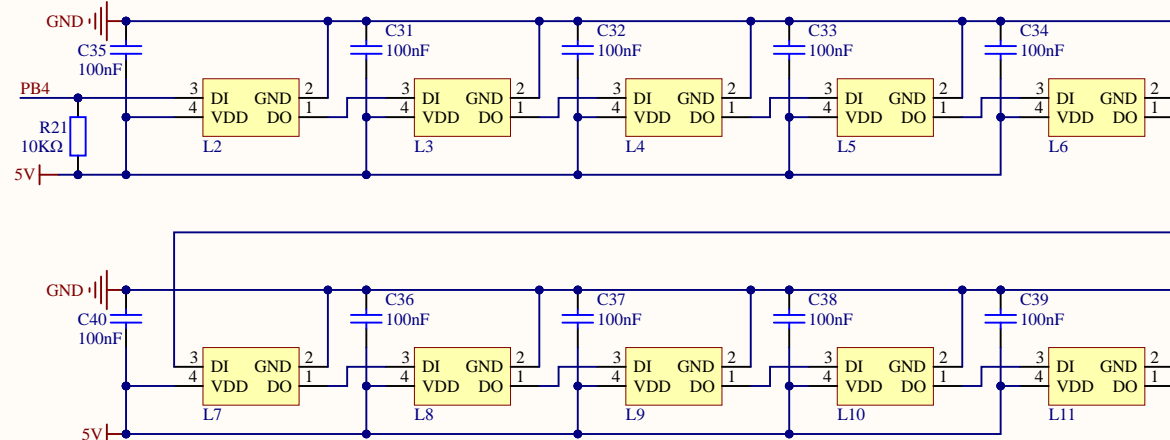 GND
C35
100nF
C31
100nF
C32
100nF
C33
100nF
C34
100nF
PB4
3 DI GND 2
4 VDD DO 1
L2
3 DI GND 2
4 VDD DO 1
L3
3 DI GND 2
4 VDD DO 1
L4
3 DI GND 2
4 VDD DO 1
L5
3 DI GND 2
4 VDD DO 1
L6
R21
10KΩ
5V
GND
C40
100nF
C36
100nF
C37
100nF
C38
100nF
C39
100nF
3 DI GND 2
4 VDD DO 1
L7
3 DI GND 2
4 VDD DO 1
L8
3 DI GND 2
4 VDD DO 1
L9
3 DI GND 2
4 VDD DO 1
L10
3 DI GND 2
4 VDD DO 1
L11
5V